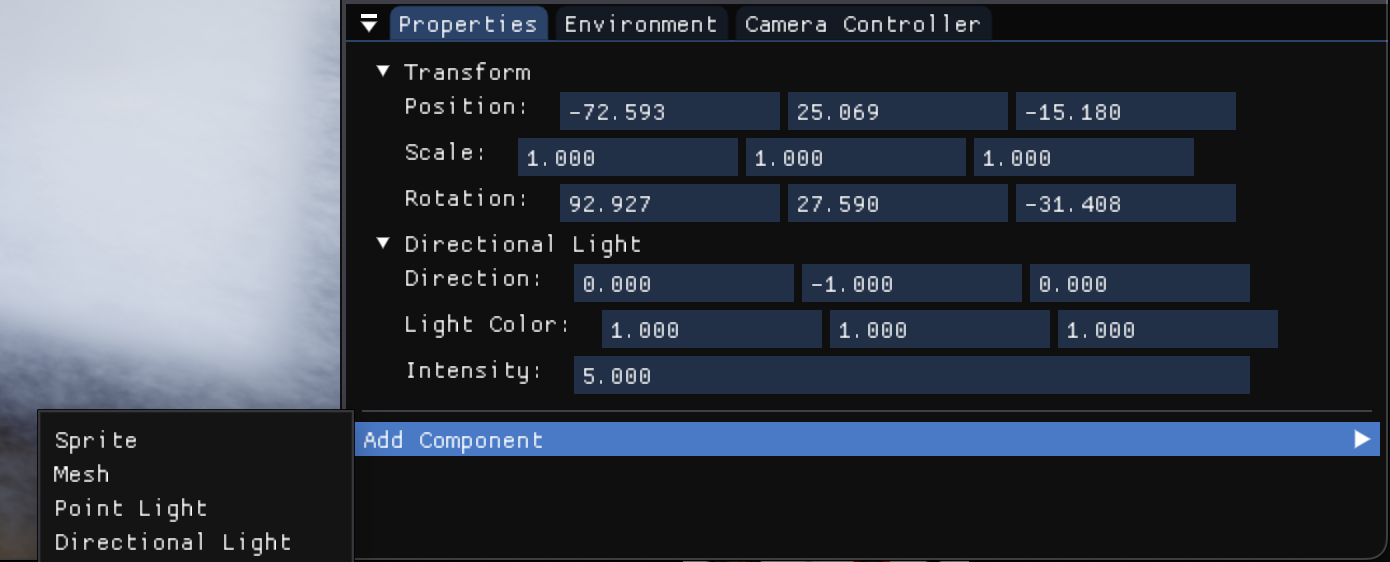 Properties Environment Camera Controller
Transform
Position: -72.593 25.069 -15.180
Scale: 1.000 1.000 1.000
Rotation: 92.927 27.590 -31.408
Directional Light
Direction: 0.000 -1.000 0.000
Light Color: 1.000 1.000 1.000
Intensity: 5.000
Add Component
Sprite
Mesh
Point Light
Directional Light